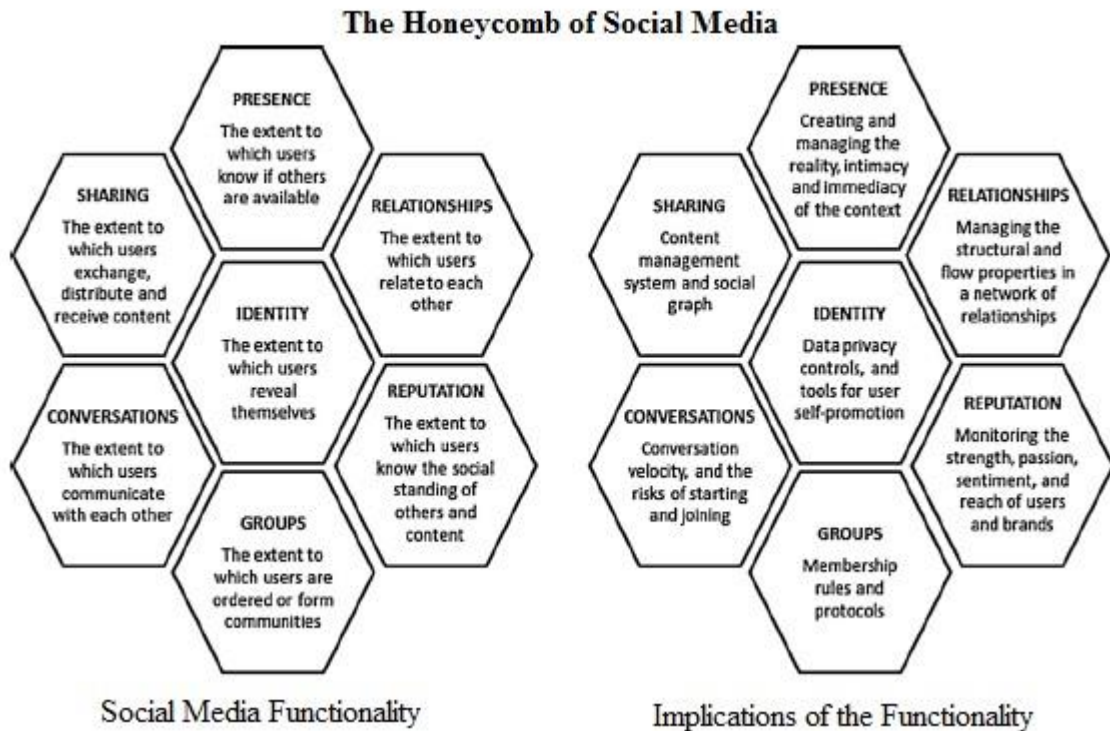 The Honeycomb of Social Media
PRESENCE
The extent to
which users
know if others
are available
SHARING
The extent to
which users
exchange,
distribute and
receive content
RELATIONSHIPS
The extent to
which users
relate to each
other
IDENTITY
The extent to
which users
reveal
themselves
CONVERSATIONS
The extent to
which users
communicate
with each other
REPUTATION
The extent to
which users
know the social
standing of
others and
content
GROUPS
The extent to
which users are
ordered or form
communities
Social Media Functionality
PRESENCE
Creating and
managing the
reality, intimacy
and immediacy
of the context
SHARING
Content
management
system and social
graph
RELATIONSHIPS
Managing the
structural and
flow properties in
a network of
relationships
IDENTITY
Data privacy
controls, and
tools for user
self-promotion
CONVERSATIONS
Conversation
velocity, and the
risks of starting
and joining
REPUTATION
Monitoring the
strength, passion,
sentiment, and
reach of users
and brands
GROUPS
Membership
rules and
protocols
Implications of the Functionality